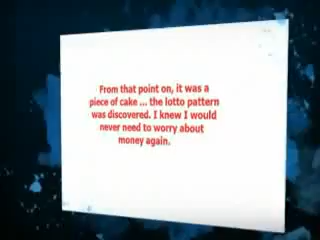 From that point on, it was a
piece of cake ... the lotto pattern
was discovered. I knew I would
never need to worry about
money again.